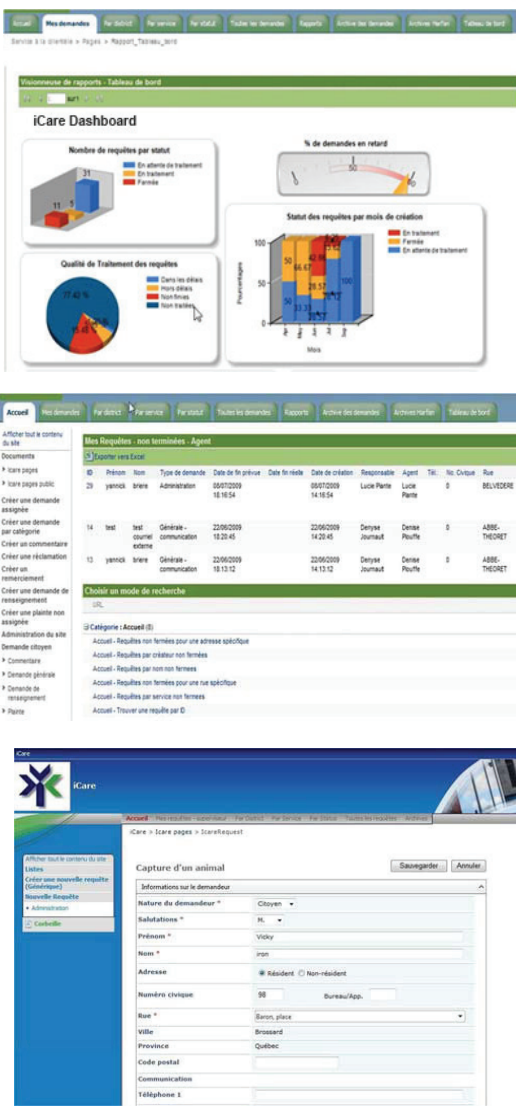 Accueil Mes demandes Par district Par service Par statut Toutes les demandes Rapports Archive des demandes Archives Harfan Tableau de bord
Service à la clientèle > Pages > Rapport_Tableau_bord
Visionneuse de rapports - Tableau de bord
sur 1
iCare Dashboard
Nombre de requêtes par statut
31
11
5
En attente de traitement
En traitement
Fermée
% de demandes en retard
50
Statut des requêtes par mois de création
100
50
0
Pourcentages
50
66.67
42.86
28.57
50
33.33
100
Apr
May
Jun
Jul
Sep
Mois
En traitement
Fermée
En attente de traitement
Qualité de Traitement des requêtes
77.42 %
Dans les délais
Hors délais
Non finies
Non traitées
Accueil Mes demandes Par district Par service Par statut Toutes les demandes Rapports Archive des demandes Archives Harfan Tableau de bord
Afficher tout le contenu du site
Documents
Icare pages
Icare pages public
Créer une demande assignée
Créer une demande par catégorie
Créer un commentaire
Créer une réclamation
Créer un remerciement
Créer une demande de renseignement
Créer une plainte non assignée
Administration du site
Demande citoyen
Commentaire
Demande générale
Demande de renseignement
Plainte
Mes Requêtes - non terminées - Agent
Exporter vers Excel
ID Prénom Nom Type de demande Date de fin prévue Date fin réelle Date de création Responsable Agent Tél. No. Civique Rue
29 yannick briere Administration 08/07/2009 18:16:54 08/07/2009 14:16:54 Lucie Plante Lucie Plante 0 BELVEDERE
14 test test courriel externe Générale - communication 22/06/2009 18:20:45 22/06/2009 14:20:45 Denyse Journault Denise Pouffe 0 ABBE-THEORET
13 yannick briere Générale - communication 22/06/2009 18:13:12 22/06/2009 14:13:12 Denyse Journault Denise Pouffe 0 ABBE-THEORET
Choisir un mode de recherche
URL
Catégorie : Accueil (6)
Accueil - Requêtes non fermées pour une adresse spécifique
Accueil - Requêtes par créateur non fermées
Accueil - Requêtes par nom non fermees
Accueil - Requêtes non fermées pour une rue spécifique
Accueil - Requêtes par service non fermees
Accueil - Trouver une requête par ID
iCare
iCare
Accueil Mes requêtes - superviseur Par District Par Service Par Status Toutes les requêtes Archives
iCare > Icare pages > IcareRequest
Afficher tout le contenu du site
Listes
Créer une nouvelle requête (Générique)
Nouvelle Requête
Administration
Corbeille
Capture d'un animal
Sauvegarder Annuler
Informations sur le demandeur
Nature du demandeur * Citoyen
Salutations * M.
Prénom * Vicky
Nom * iron
Adresse Résident Non-résident
Numéro civique 98 Bureau/App.
Rue * Baron, place
Ville Brossard
Province Québec
Code postal
Communication
Téléphone 1